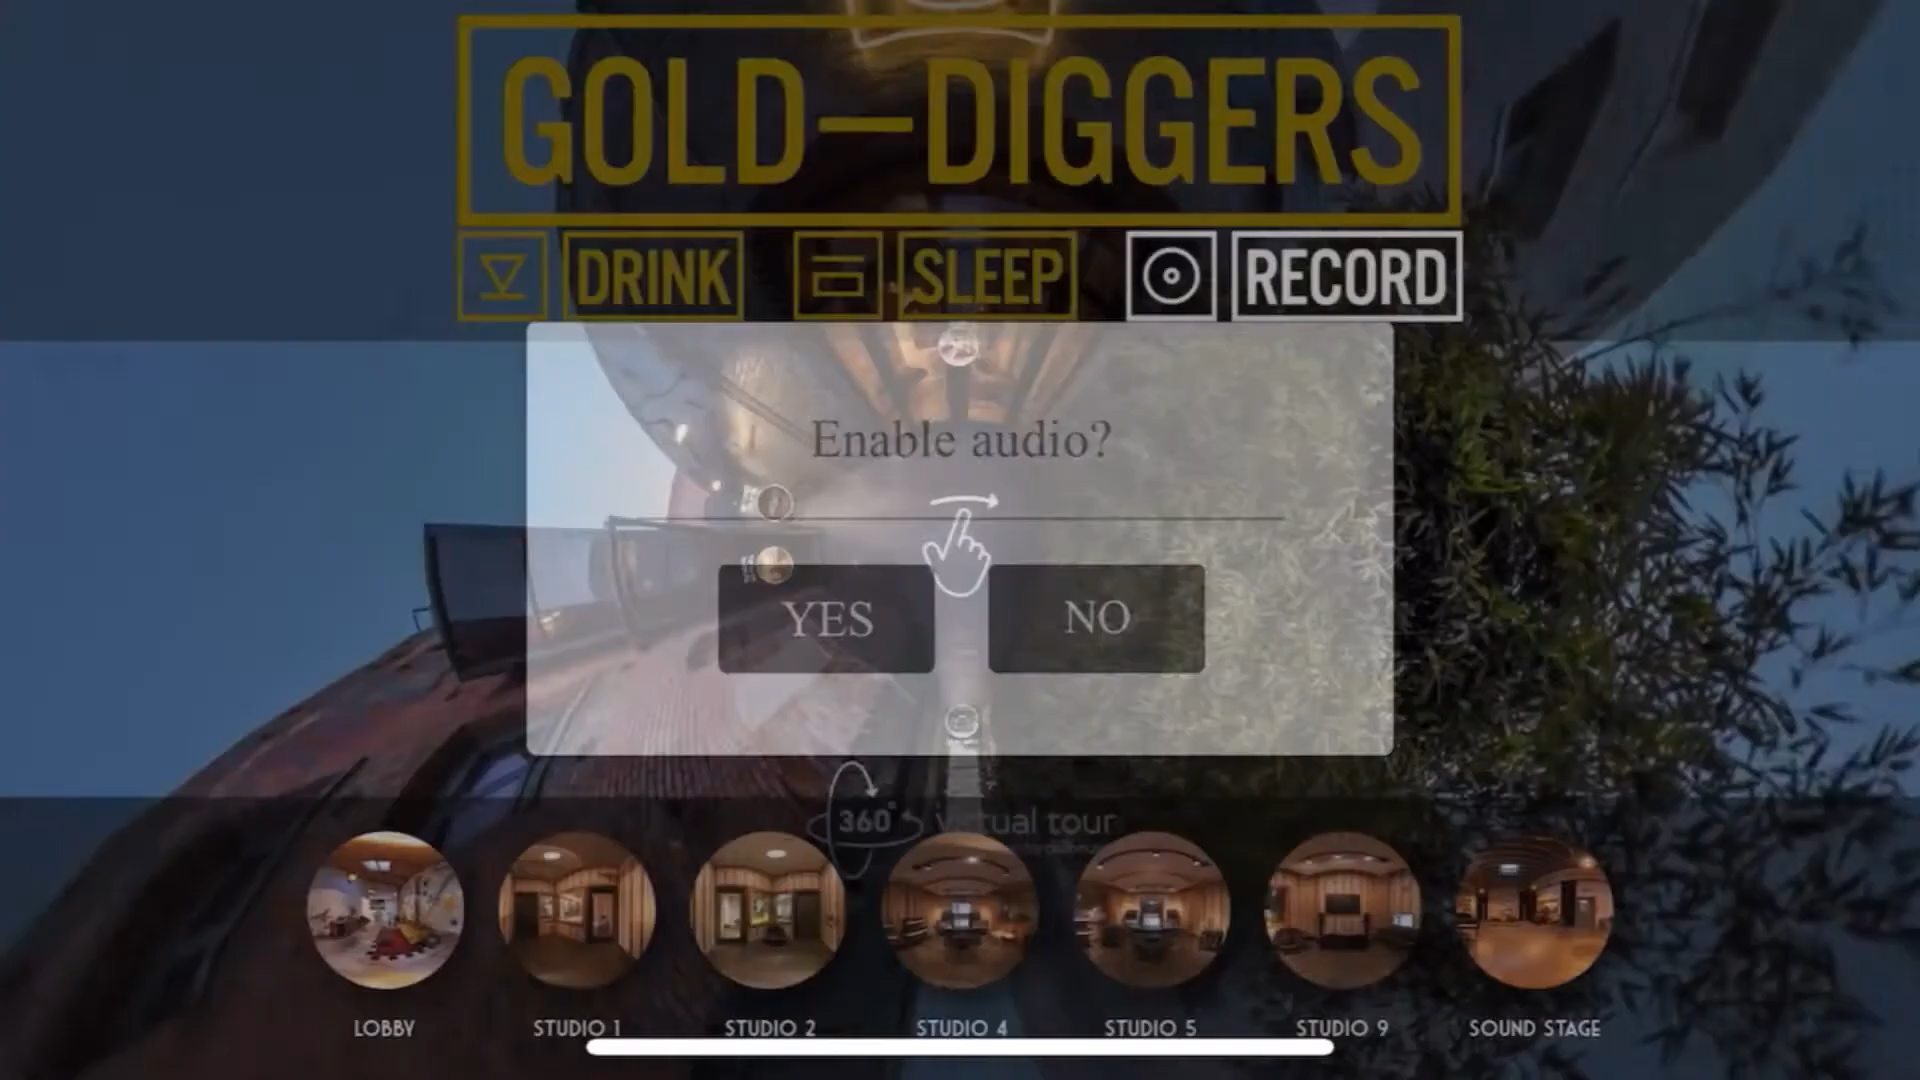 GOLD—DIGGERS
DRINK SLEEP RECORD
Enable audio?
YES NO
360° virtual tour
LOBBY STUDIO 1 STUDIO 2 STUDIO 4 STUDIO 5 STUDIO 9 SOUND STAGE